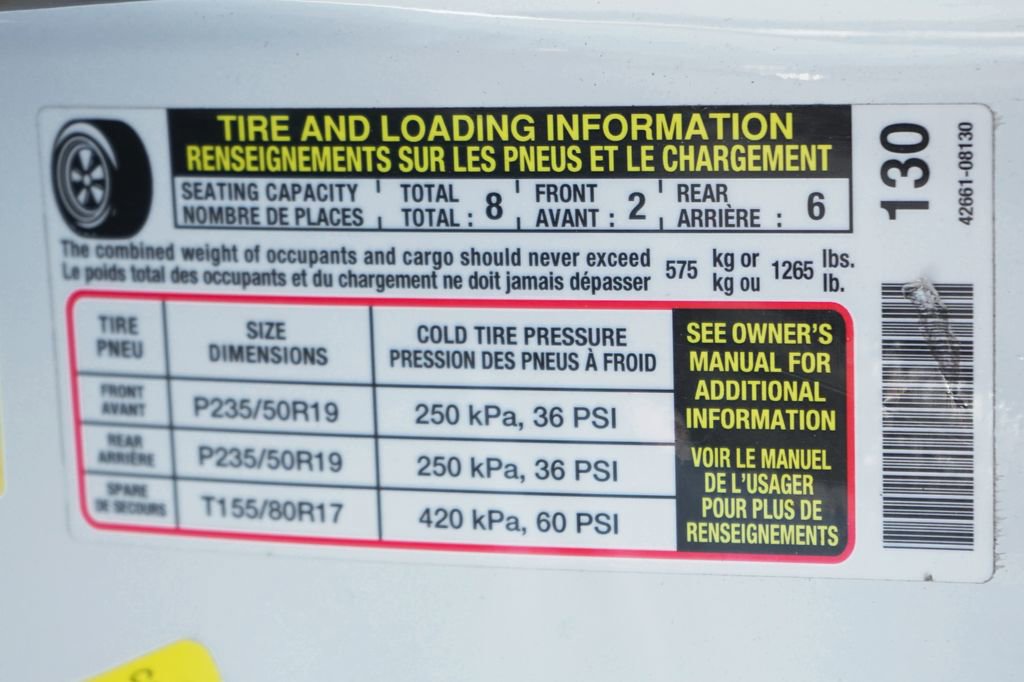 TIRE AND LOADING INFORMATION
RENSEIGNEMENTS SUR LES PNEUS ET LE CHARGEMENT
SEATING CAPACITY TOTAL FRONT REAR
NOMBRE DE PLACES TOTAL : 8 AVANT : 2 ARRIÈRE : 6
The combined weight of occupants and cargo should never exceed 575 kg or 1265 lbs.
Le poids total des occupants et du chargement ne doit jamais dépasser kg ou lb.
TIRE SIZE COLD TIRE PRESSURE
PNEU DIMENSIONS PRESSION DES PNEUS À FROID
FRONT
AVANT P235/50R19 250 kPa, 36 PSI
REAR
ARRIÈRE P235/50R19 250 kPa, 36 PSI
SPARE
DE SECOURS T155/80R17 420 kPa, 60 PSI
SEE OWNER'S
MANUAL FOR
ADDITIONAL
INFORMATION
VOIR LE MANUEL
DE L'USAGER
POUR PLUS DE
RENSEIGNEMENTS
130
42661-08130